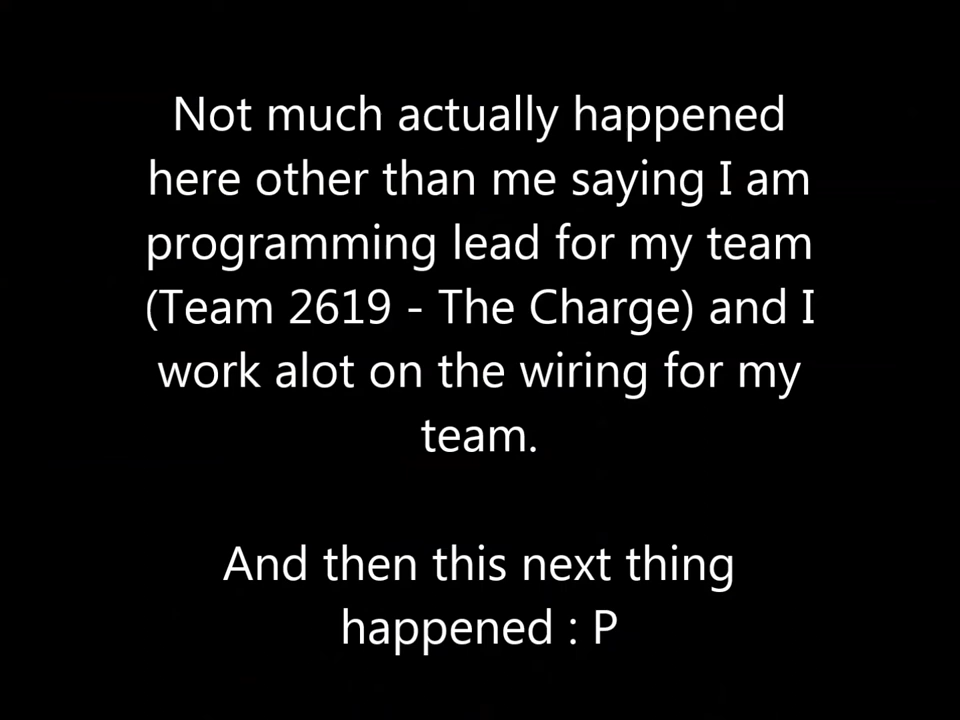 Not much actually happened
here other than me saying I am
programming lead for my team
(Team 2619 - The Charge) and I
work alot on the wiring for my
team.
And then this next thing
happened : P